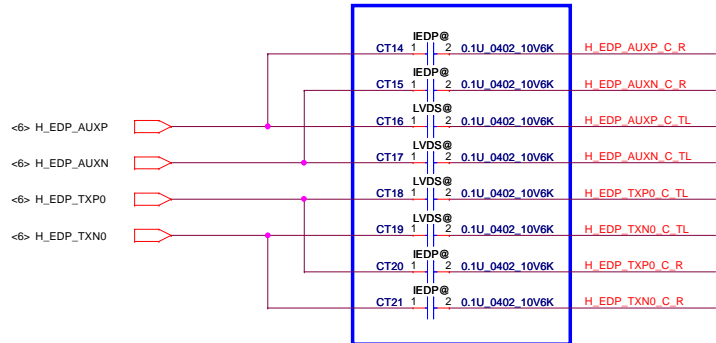 IEDP@
CT14 1 2 0.1U_0402_10V6K H_EDP_AUXP_C_R
IEDP@
CT15 1 2 0.1U_0402_10V6K H_EDP_AUXN_C_R
LVDS@
<6> H_EDP_AUXP CT16 1 2 0.1U_0402_10V6K H_EDP_AUXP_C_TL
LVDS@
<6> H_EDP_AUXN CT17 1 2 0.1U_0402_10V6K H_EDP_AUXN_C_TL
LVDS@
<6> H_EDP_TXP0 CT18 1 2 0.1U_0402_10V6K H_EDP_TXP0_C_TL
LVDS@
<6> H_EDP_TXN0 CT19 1 2 0.1U_0402_10V6K H_EDP_TXN0_C_TL
IEDP@
CT20 1 2 0.1U_0402_10V6K H_EDP_TXP0_C_R
IEDP@
CT21 1 2 0.1U_0402_10V6K H_EDP_TXN0_C_R